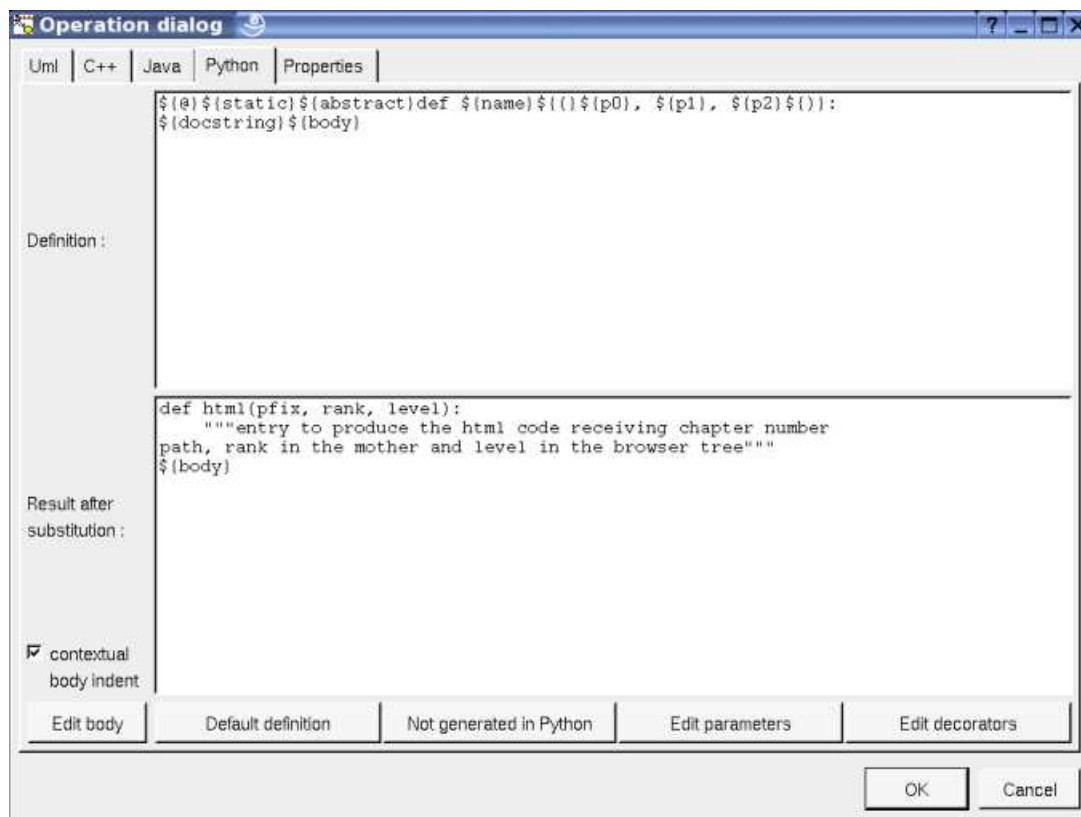 Operation dialog
?
Uml C++ Java Python Properties
Definition :
${@}${static}${abstract}def ${name}${(}${p0}, ${p1}, ${p2}${)}:
${docstring}${body}
Result after
substitution :
def html(pfix, rank, level):
    """entry to produce the html code receiving chapter number
path, rank in the mother and level in the browser tree"""
${body}
contextual
body indent
Edit body Default definition Not generated in Python Edit parameters Edit decorators
OK Cancel